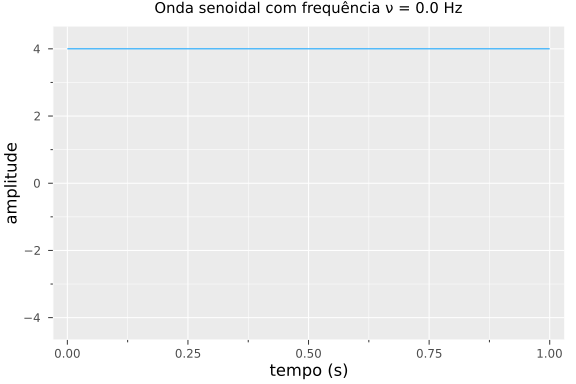 Onda senoidal com frequência ν = 0.0 Hz
amplitude
4
2
0
−2
−4
0.00 0.25 0.50 0.75 1.00
tempo (s)